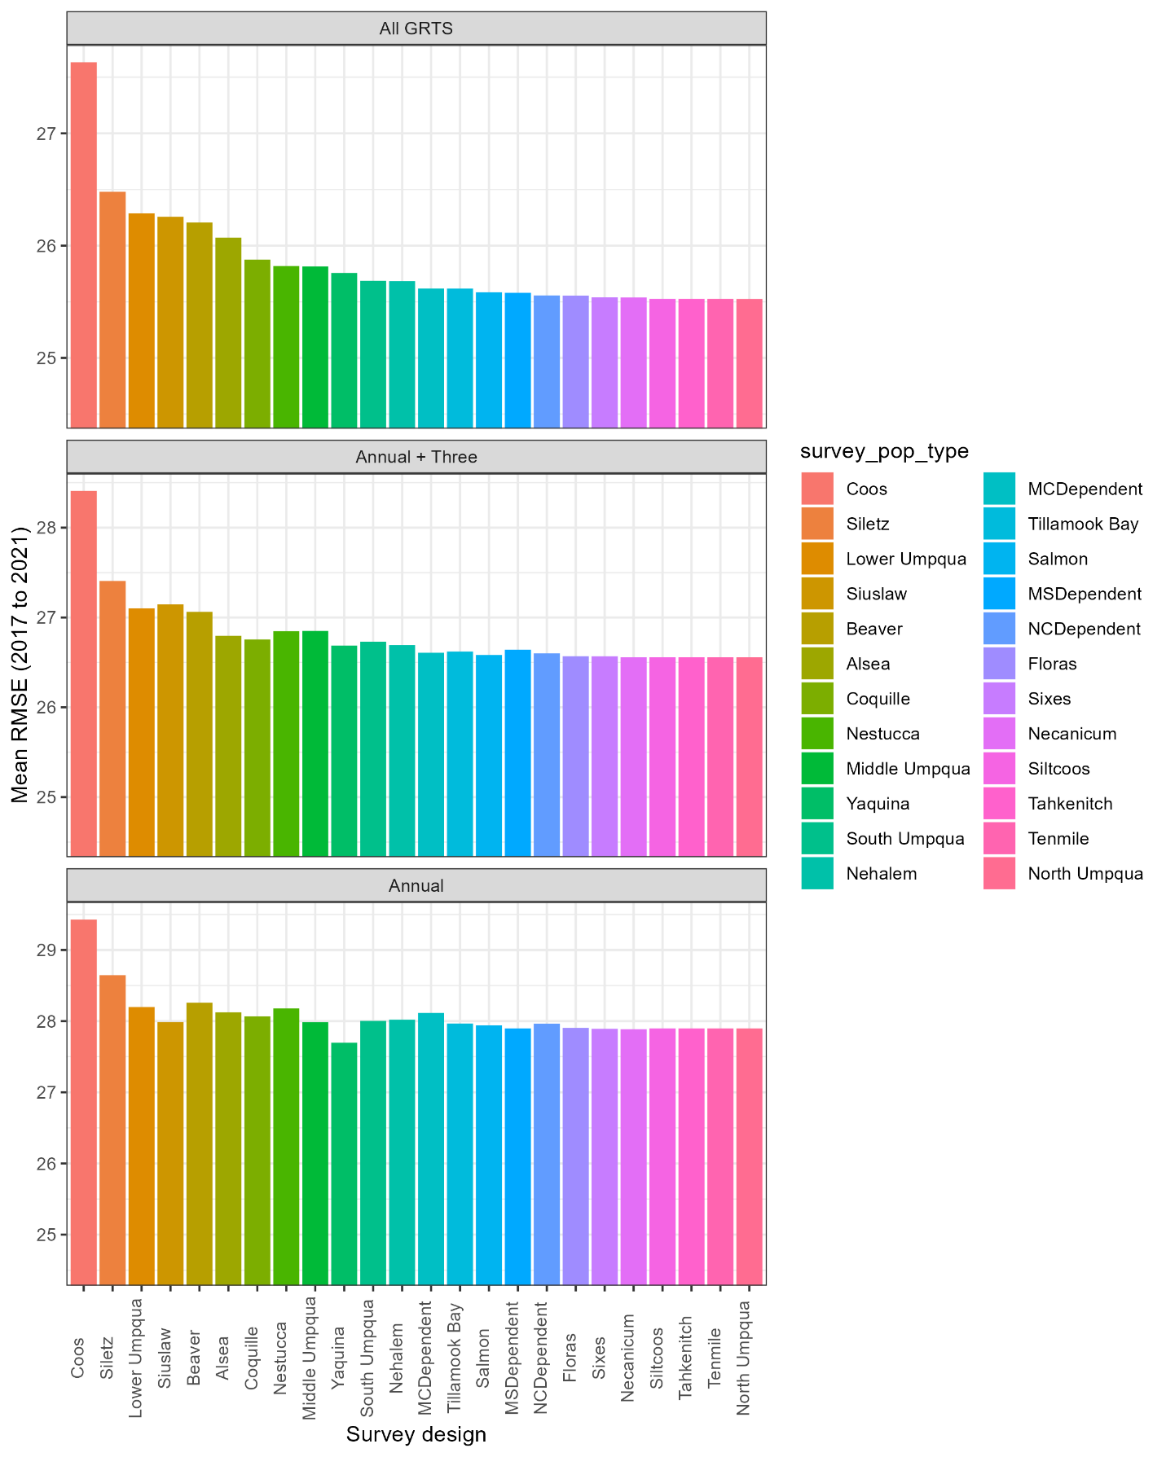 All GRTS
27
26
25
Annual + Three
28
27
26
25
Annual
29
28
27
26
25
Mean RMSE (2017 to 2021)
Coos
Siletz
Lower Umpqua
Siuslaw
Beaver
Alsea
Coquille
Nestucca
Middle Umpqua
Yaquina
South Umpqua
Nehalem
MCDependent
Tillamook Bay
Salmon
MSDependent
NCDependent
Floras
Sixes
Necanicum
Siltcoos
Tahkenitch
Tenmile
North Umpqua
Survey design
survey_pop_type
Coos
Siletz
Lower Umpqua
Siuslaw
Beaver
Alsea
Coquille
Nestucca
Middle Umpqua
Yaquina
South Umpqua
Nehalem
MCDependent
Tillamook Bay
Salmon
MSDependent
NCDependent
Floras
Sixes
Necanicum
Siltcoos
Tahkenitch
Tenmile
North Umpqua